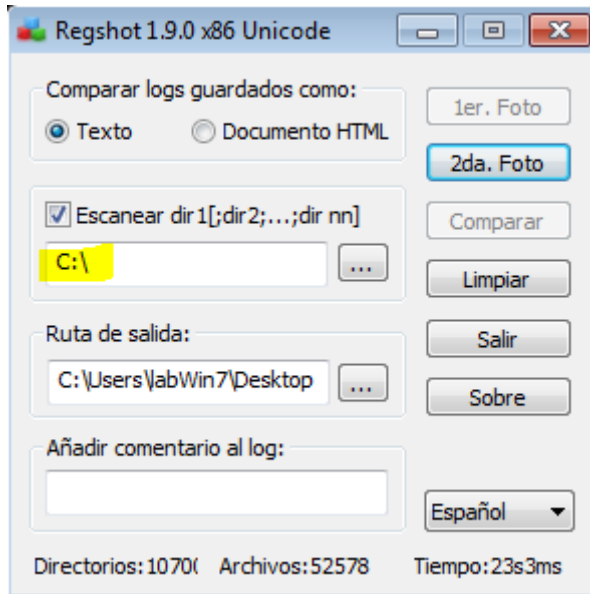 Regshot 1.9.0 x86 Unicode
Comparar logs guardados como:
Texto
Documento HTML
1er. Foto
2da. Foto
Escanear dir1[;dir2;...;dir nn]
C:\
...
Comparar
Limpiar
Ruta de salida:
C:\Users\labWin7\Desktop
...
Salir
Sobre
Añadir comentario al log:
Español
Directorios:1070 Archivos:52578 Tiempo:23s3ms